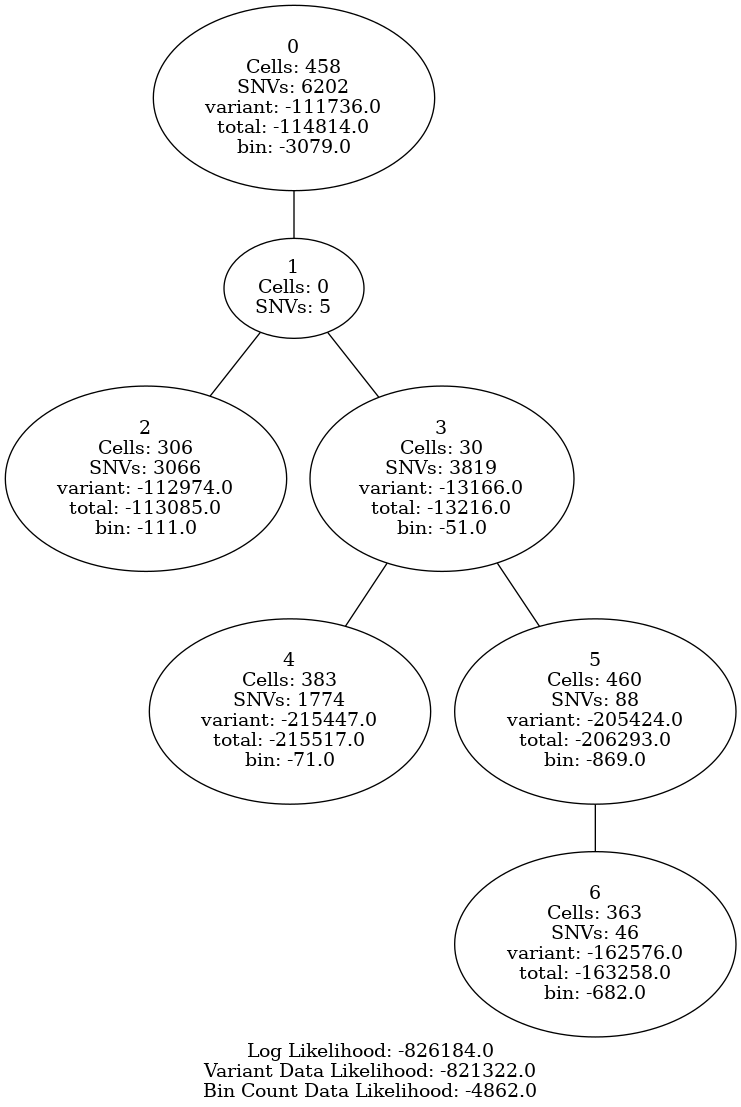 0
Cells: 458
SNVs: 6202
variant: -111736.0
total: -114814.0
bin: -3079.0
1
Cells: 0
SNVs: 5
2
Cells: 306
SNVs: 3066
variant: -112974.0
total: -113085.0
bin: -111.0
3
Cells: 30
SNVs: 3819
variant: -13166.0
total: -13216.0
bin: -51.0
4
Cells: 383
SNVs: 1774
variant: -215447.0
total: -215517.0
bin: -71.0
5
Cells: 460
SNVs: 88
variant: -205424.0
total: -206293.0
bin: -869.0
6
Cells: 363
SNVs: 46
variant: -162576.0
total: -163258.0
bin: -682.0
Log Likelihood: -826184.0
Variant Data Likelihood: -821322.0
Bin Count Data Likelihood: -4862.0